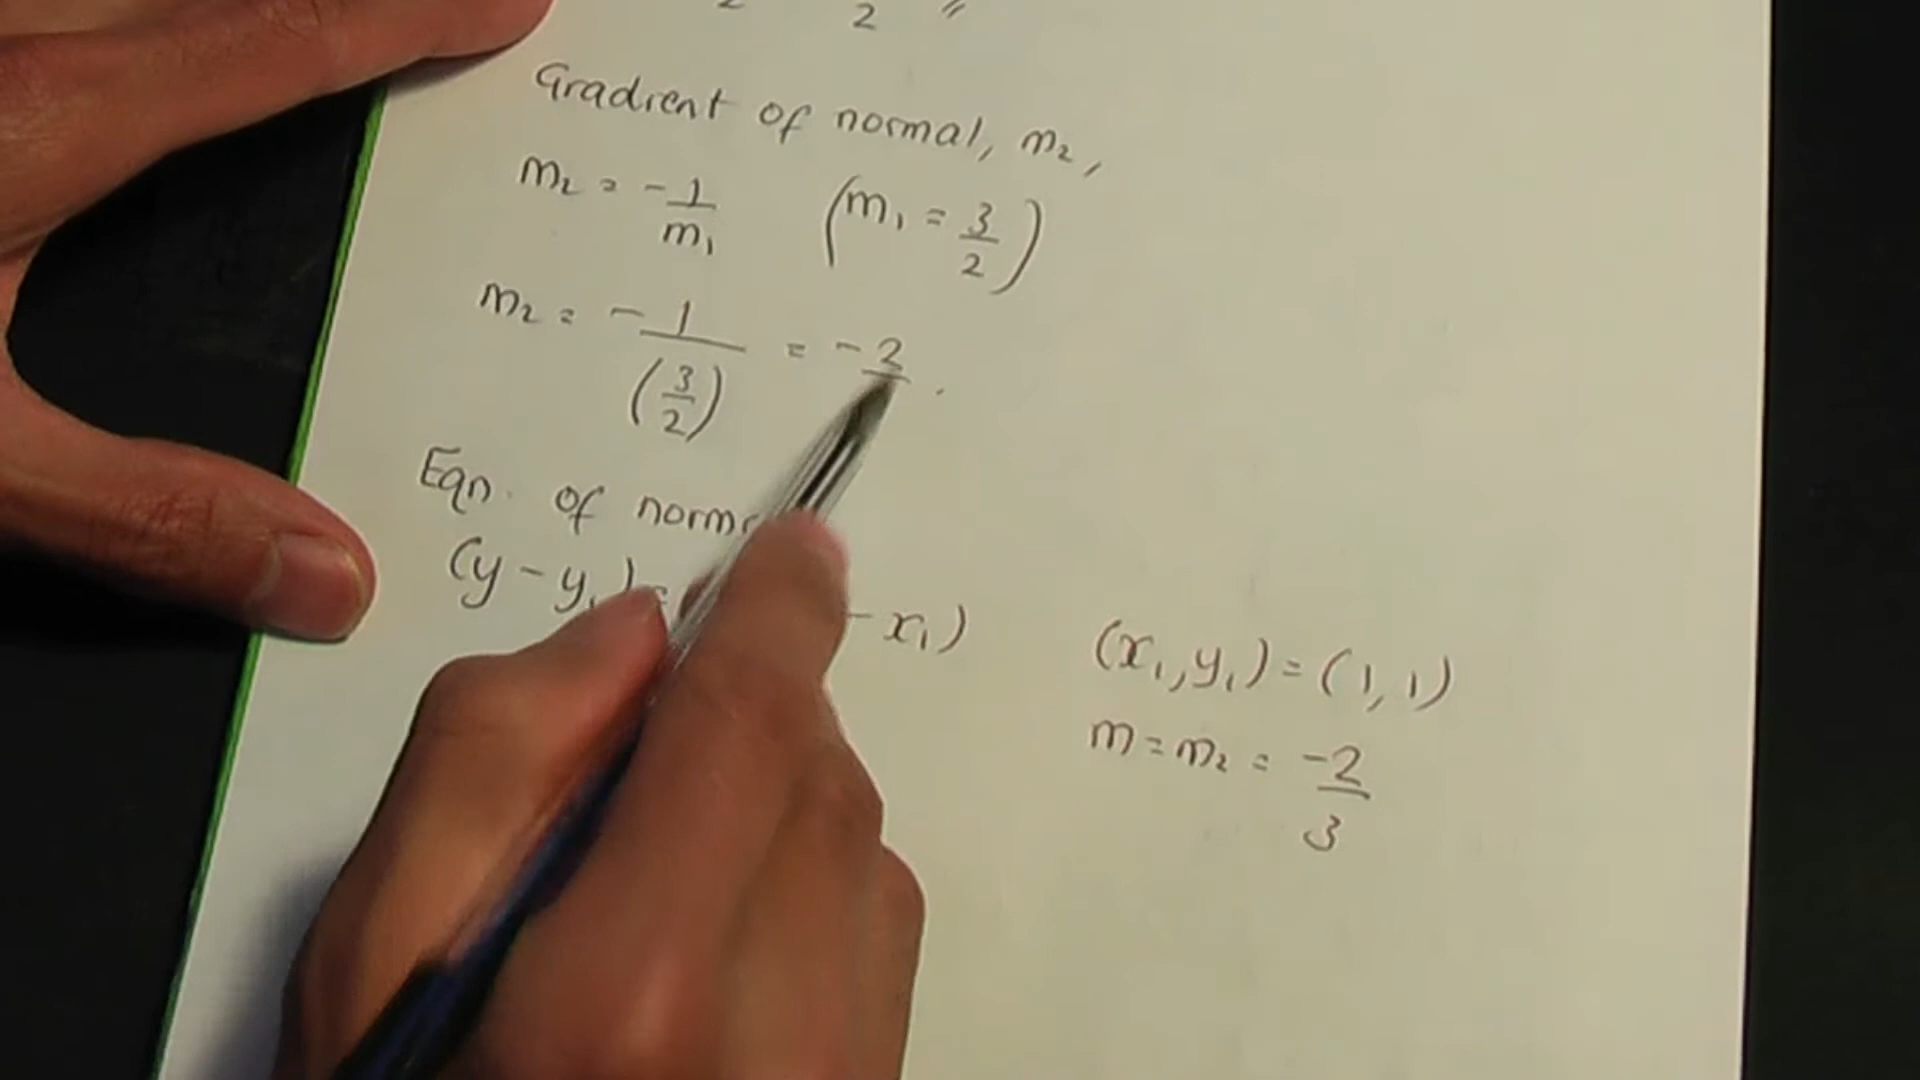 2 2 "
Gradient of normal, m₂,
m₂ = -1/m₁ (m₁ = 3/2)
m₂ = -1/(3/2) = -2
Eqn. of
(y - y₁) = - x₁)
(x₁, y₁) = (1, 1)
m = m₂ = -2/3